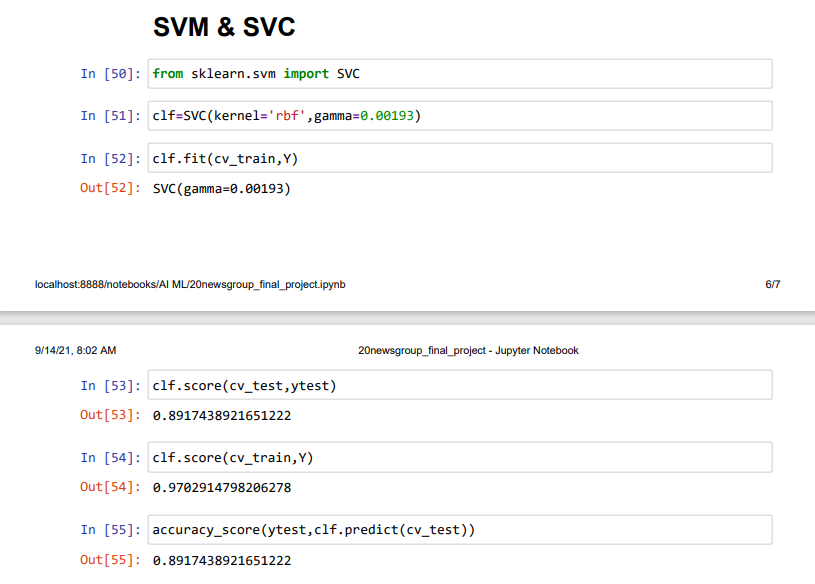 SVM & SVC
In [50]: from sklearn.svm import SVC
In [51]: clf=SVC(kernel='rbf',gamma=0.00193)
In [52]: clf.fit(cv_train,Y)
Out[52]: SVC(gamma=0.00193)
localhost:8888/notebooks/AI ML/20newsgroup_final_project.ipynb 6/7
9/14/21, 8:02 AM 20newsgroup_final_project - Jupyter Notebook
In [53]: clf.score(cv_test,ytest)
Out[53]: 0.8917438921651222
In [54]: clf.score(cv_train,Y)
Out[54]: 0.9702914798206278
In [55]: accuracy_score(ytest,clf.predict(cv_test))
Out[55]: 0.8917438921651222